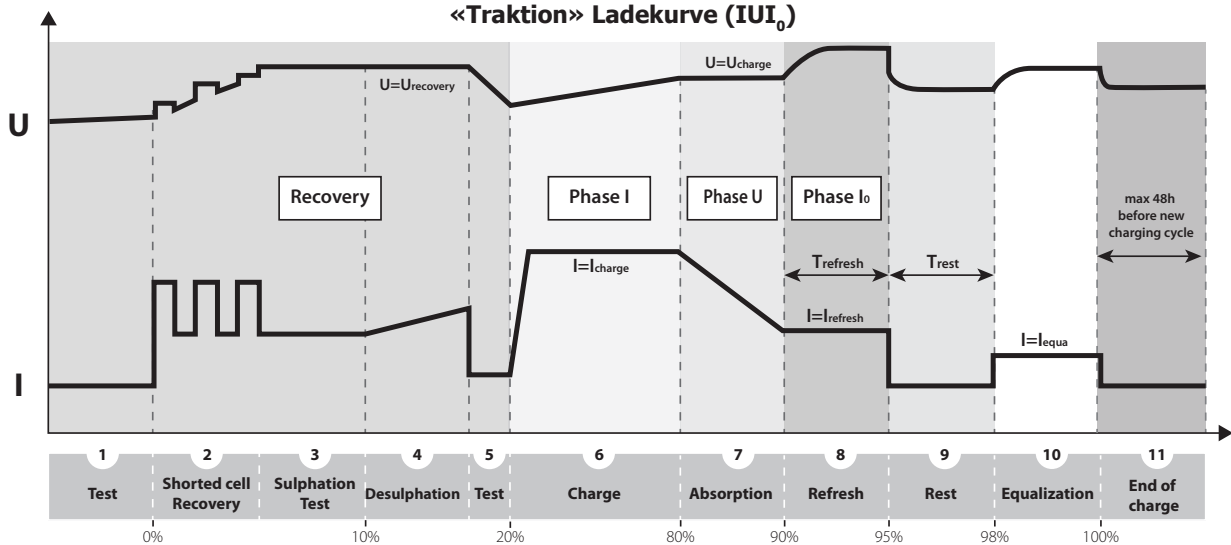 «Traktion» Ladekurve (IUI0)
U
U=Urecovery
U=Ucharge
Recovery
Phase I
Phase U
Phase I0
max 48h
before new
charging cycle
I=Icharge
Trefresh
Trest
I=Irefresh
I=Iequa
I
1
2
3
4
5
6
7
8
9
10
11
Test
Shorted cell
Recovery
Sulphation
Test
Desulphation
Test
Charge
Absorption
Refresh
Rest
Equalization
End of
charge
0%
10%
20%
80%
90%
95%
98%
100%